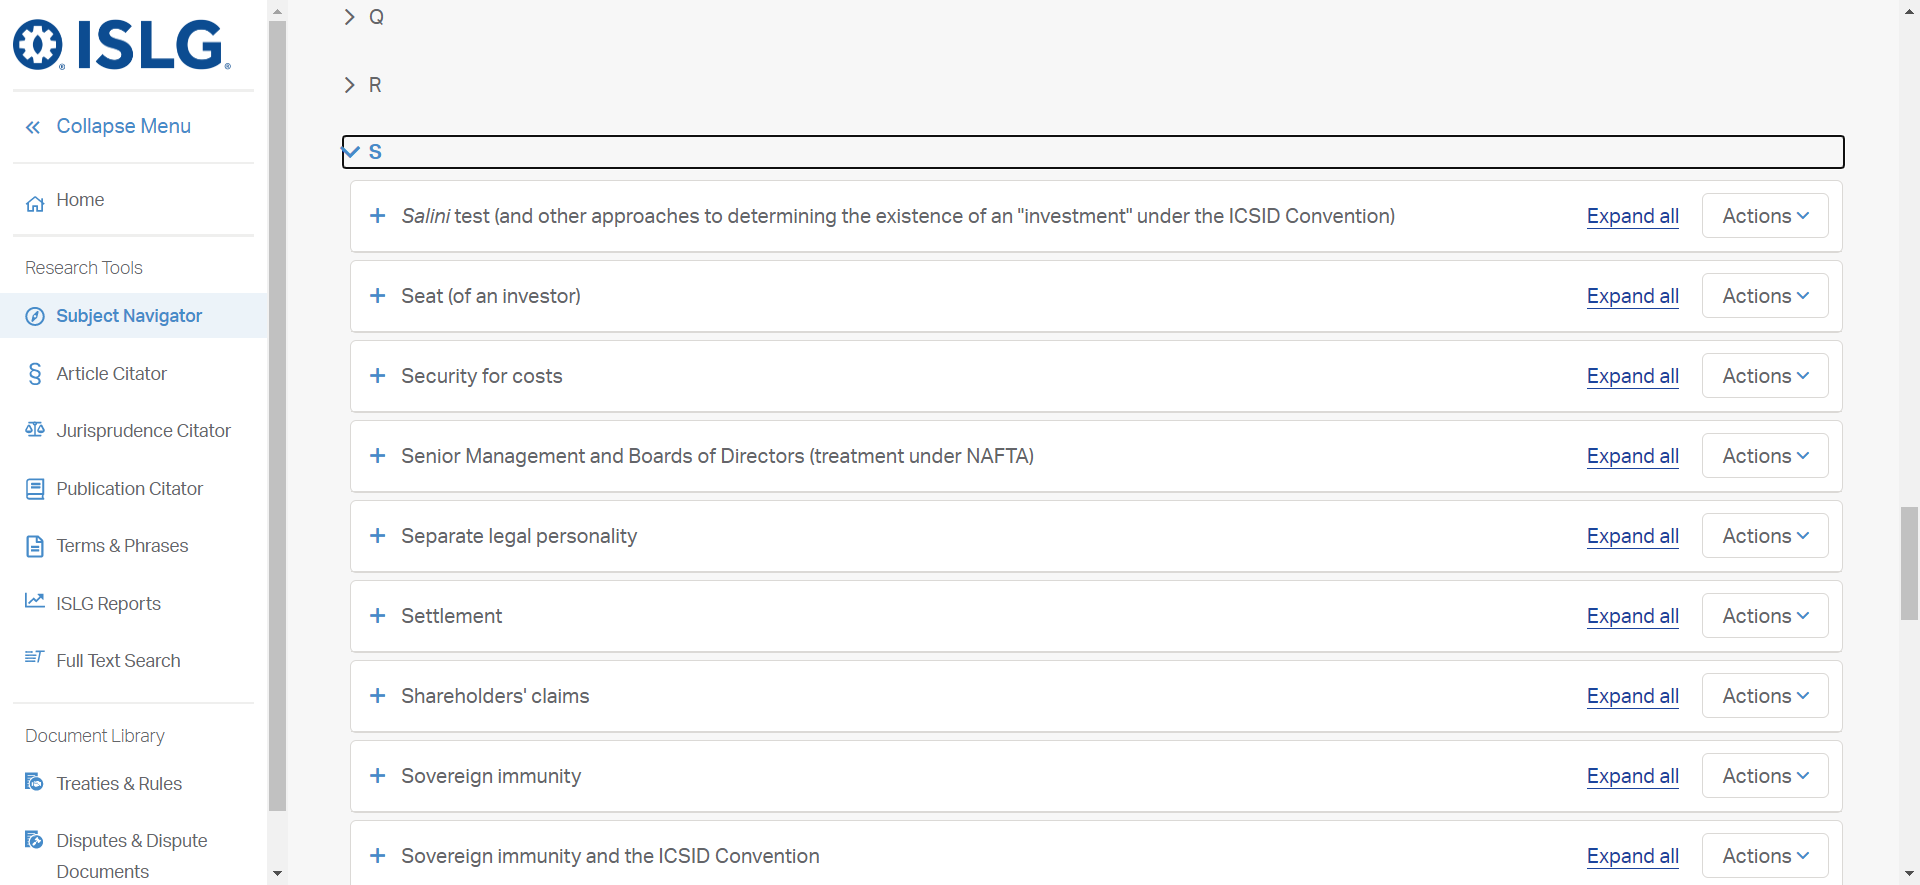 ISLG
Collapse Menu
Home
Research Tools
Subject Navigator
Article Citator
Jurisprudence Citator
Publication Citator
Terms & Phrases
ISLG Reports
Full Text Search
Document Library
Treaties & Rules
Disputes & Dispute
Documents
Q
R
S
Salini test (and other approaches to determining the existence of an "investment" under the ICSID Convention) Expand all Actions
Seat (of an investor) Expand all Actions
Security for costs Expand all Actions
Senior Management and Boards of Directors (treatment under NAFTA) Expand all Actions
Separate legal personality Expand all Actions
Settlement Expand all Actions
Shareholders' claims Expand all Actions
Sovereign immunity Expand all Actions
Sovereign immunity and the ICSID Convention Expand all Actions